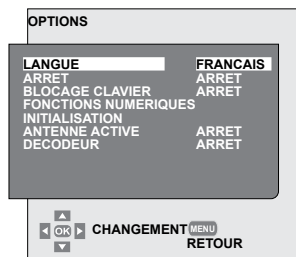 OPTIONS
LANGUE FRANCAIS
ARRET ARRET
BLOCAGE CLAVIER ARRET
FONCTIONS NUMERIQUES
INITIALISATION
ANTENNE ACTIVE ARRET
DECODEUR ARRET
OK CHANGEMENT MENU
RETOUR